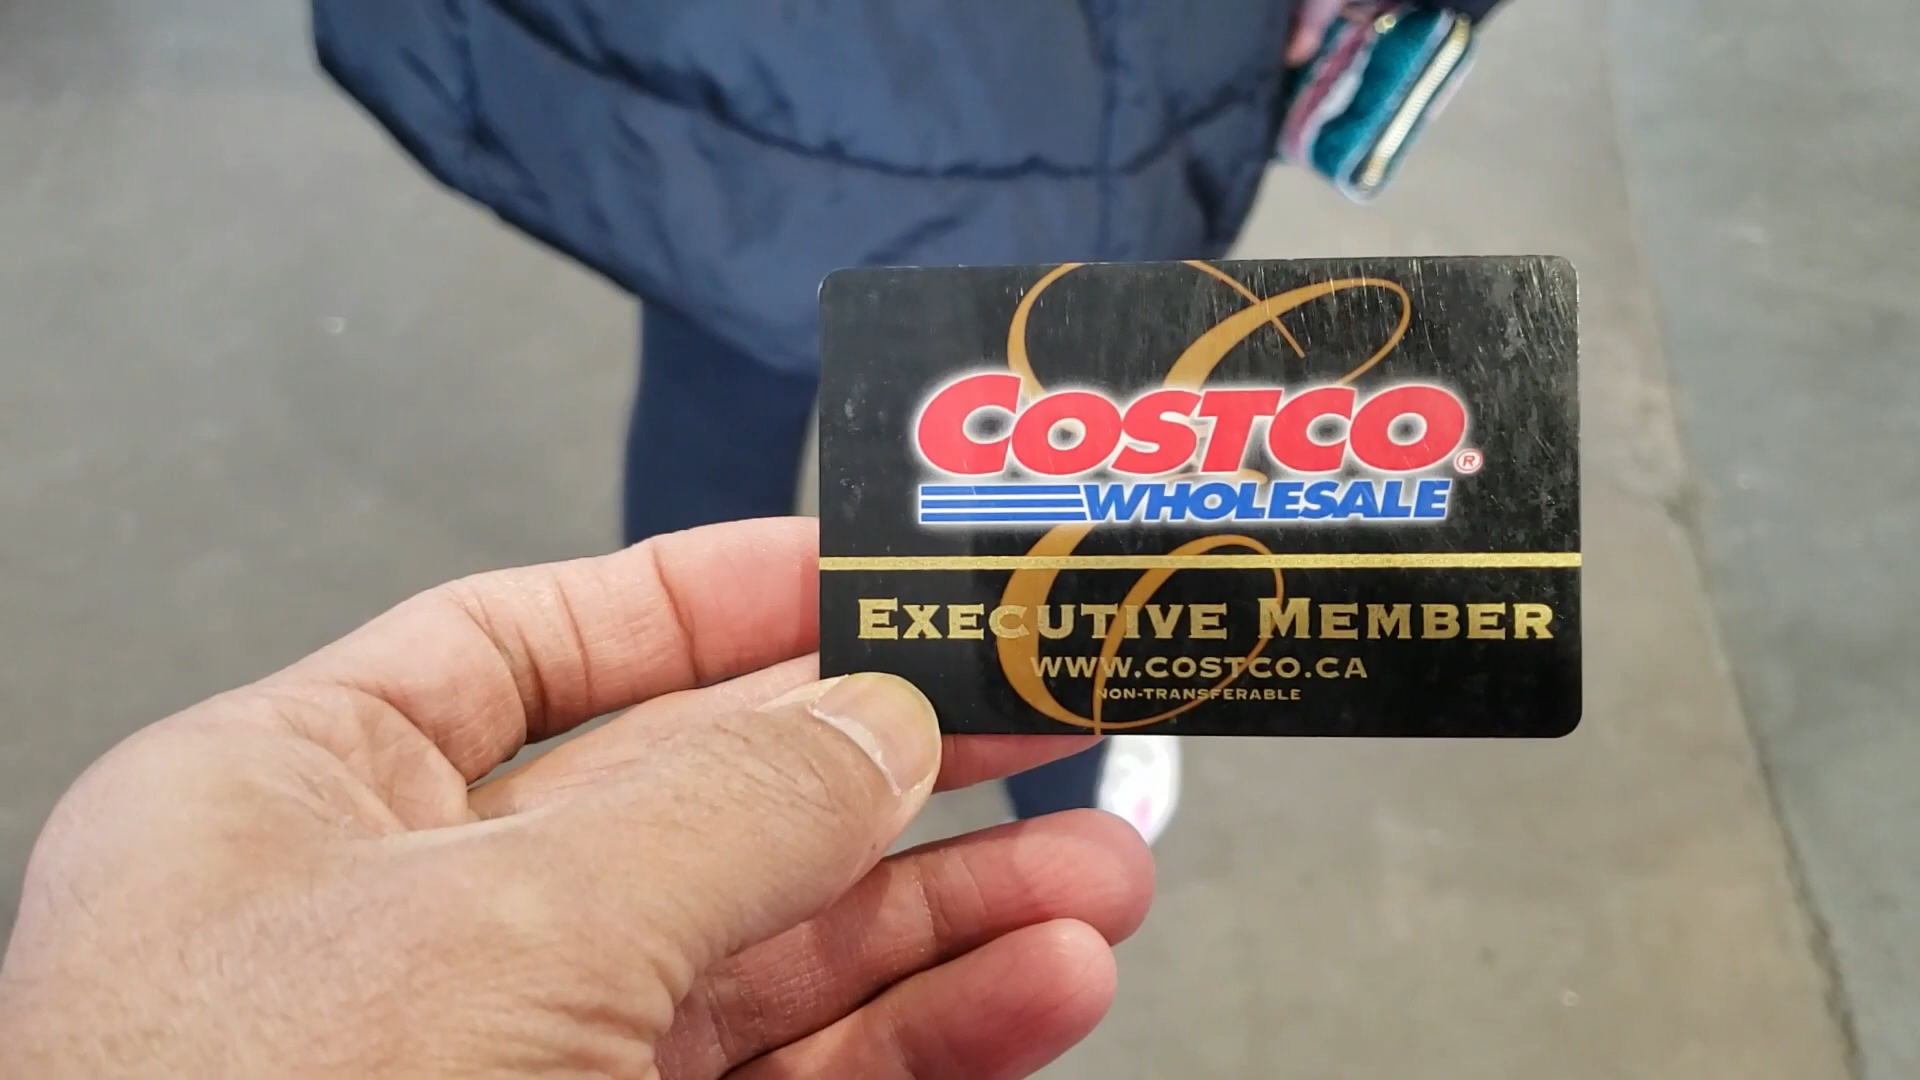 COSTCO®
WHOLESALE
EXECUTIVE MEMBER
WWW.COSTCO.CA
NON-TRANSFERABLE